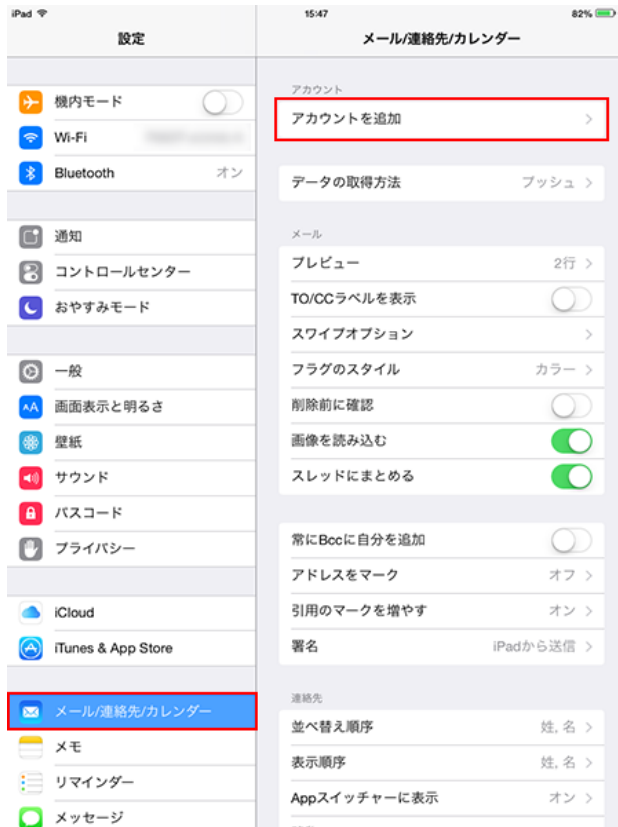 iPad 15:47 82%
設定
機内モード
Wi-Fi
Bluetooth オン
通知
コントロールセンター
おやすみモード
一般
画面表示と明るさ
壁紙
サウンド
パスコード
プライバシー
iCloud
iTunes & App Store
メール/連絡先/カレンダー
メモ
リマインダー
メッセージ
メール/連絡先/カレンダー
アカウント
アカウントを追加
データの取得方法 プッシュ
メール
プレビュー 2行
TO/CCラベルを表示
スワイプオプション
フラグのスタイル カラー
削除前に確認
画像を読み込む
スレッドにまとめる
常にBccに自分を追加
アドレスをマーク オフ
引用のマークを増やす オン
署名 iPadから送信
連絡先
並べ替え順序 姓, 名
表示順序 姓, 名
Appスイッチャーに表示 オン